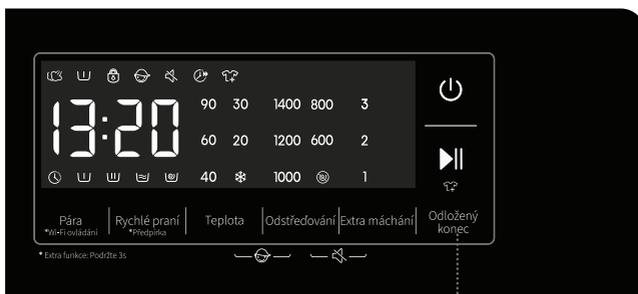 13:20
90 30 1400 800 3
60 20 1200 600 2
40 1000 1
Pára
*Wi-Fi ovládání
Rychlé praní
*Předpírka
Teplota
Odstřeďování
Extra máchání
Odložený
konec
* Extra funkce: Podržte 3s